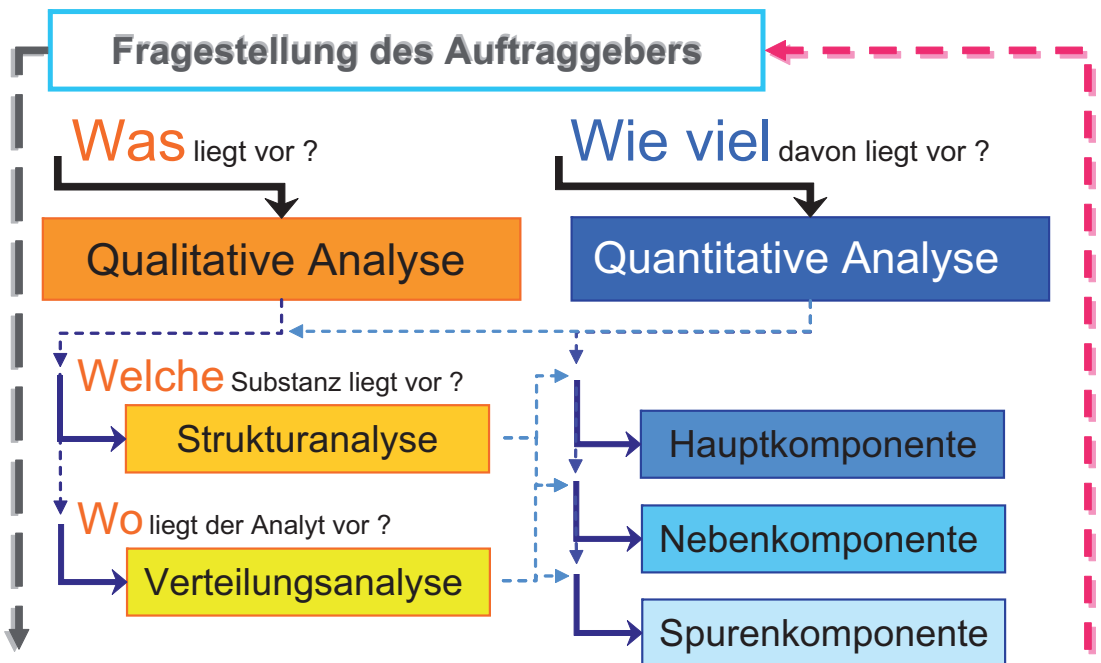 Fragestellung des Auftraggebers
Was liegt vor ?
Wie viel davon liegt vor ?
Qualitative Analyse
Quantitative Analyse
Welche Substanz liegt vor ?
Strukturanalyse
Hauptkomponente
Wo liegt der Analyt vor ?
Nebenkomponente
Verteilungsanalyse
Spurenkomponente